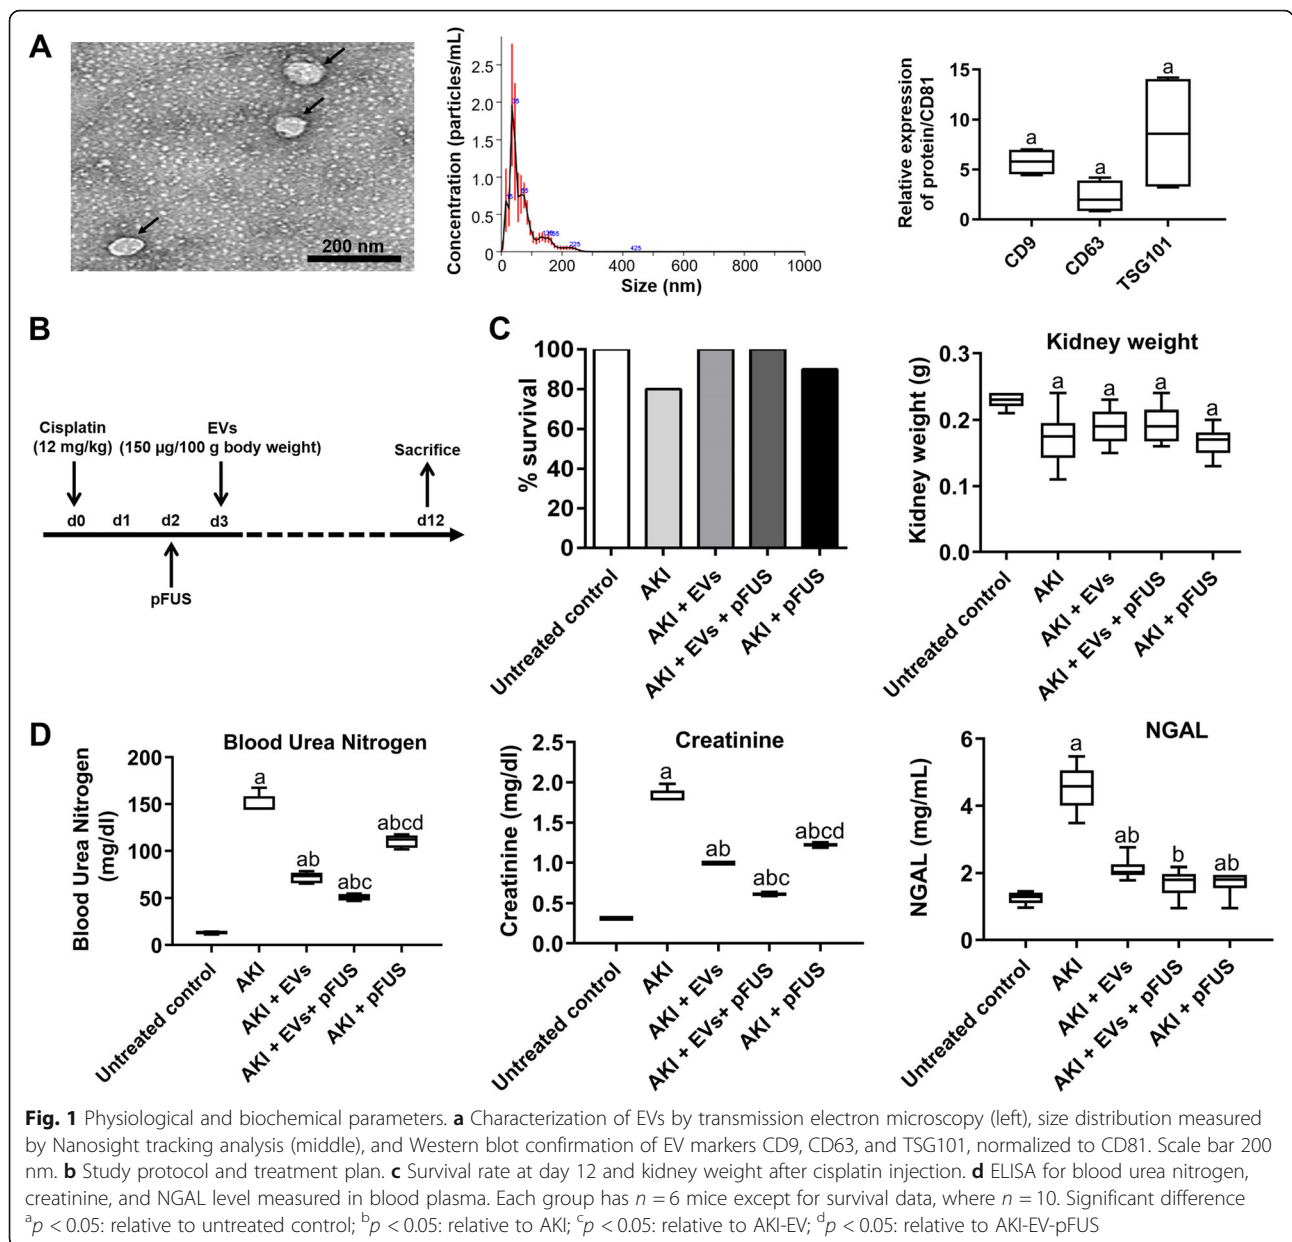 A
200 nm
Concentration (particles/mL)
2.5
2.0
1.5
1.0
0.5
0
0 200 400 600 800 1000
Size (nm)
35
85
225
425
Relative expression
of protein/CD81
15
10
5
0
a
a
a
CD9
CD63
TSG101
B
Cisplatin
(12 mg/kg)
EVs
(150 µg/100 g body weight)
Sacrifice
d0 d1 d2 d3 d12
pFUS
C
% survival
100
80
60
40
20
0
Untreated control
AKI
AKI + EVs
AKI + EVs + pFUS
AKI + pFUS
Kidney weight
Kidney weight (g)
0.3
0.2
0.1
0.0
a
a
a
a
Untreated control
AKI
AKI + EVs
AKI + EVs + pFUS
AKI + pFUS
D
Blood Urea Nitrogen
Blood Urea Nitrogen
(mg/dl)
200
150
100
50
0
a
ab
abc
abcd
Untreated control
AKI
AKI + EVs
AKI + EVs+ pFUS
AKI + pFUS
Creatinine
Creatinine (mg/dl)
2.5
2.0
1.5
1.0
0.5
0.0
a
ab
abc
abcd
Untreated control
AKI
AKI + EVs
AKI + EVs + pFUS
AKI + pFUS
NGAL
NGAL (mg/mL)
6
4
2
0
a
ab
b
ab
Untreated control
AKI
AKI + EVs
AKI + EVs + pFUS
AKI + pFUS
Fig. 1 Physiological and biochemical parameters. a Characterization of EVs by transmission electron microscopy (left), size distribution measured
by Nanosight tracking analysis (middle), and Western blot confirmation of EV markers CD9, CD63, and TSG101, normalized to CD81. Scale bar 200
nm. b Study protocol and treatment plan. c Survival rate at day 12 and kidney weight after cisplatin injection. d ELISA for blood urea nitrogen,
creatinine, and NGAL level measured in blood plasma. Each group has n = 6 mice except for survival data, where n = 10. Significant difference
ᵃp < 0.05: relative to untreated control; ᵇp < 0.05: relative to AKI; ᶜp < 0.05: relative to AKI-EV; ᵈp < 0.05: relative to AKI-EV-pFUS